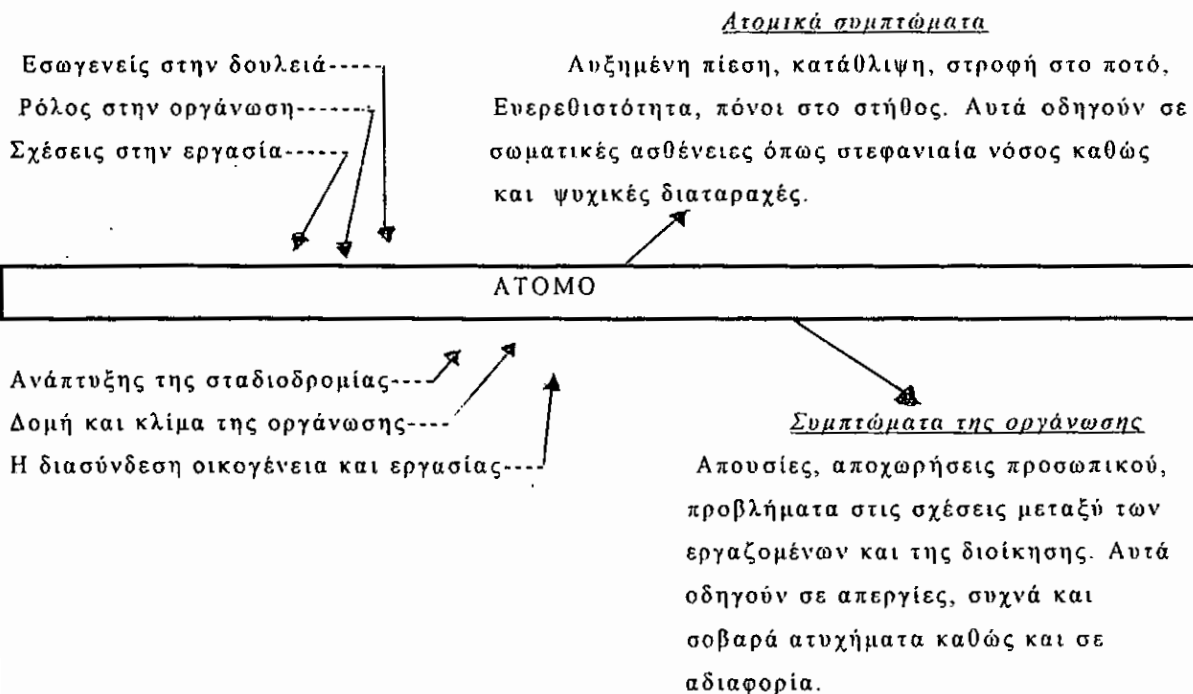 Ατομικά συμπτώματα
Εσωγενείς στην δουλειά-----
Ρόλος στην οργάνωση--------
Σχέσεις στην εργασία------
Αυξημένη πίεση, κατάθλιψη, στροφή στο ποτό,
Ευερεθιστότητα, πόνοι στο στήθος. Αυτά οδηγούν σε
σωματικές ασθένειες όπως στεφανιαία νόσος καθώς
και ψυχικές διαταραχές.
ΑΤΟΜΟ
Ανάπτυξης της σταδιοδρομίας----
Δομή και κλίμα της οργάνωσης----
Η διασύνδεση οικογένεια και εργασίας----
Συμπτώματα της οργάνωσης
Απουσίες, αποχωρήσεις προσωπικού,
προβλήματα στις σχέσεις μεταξύ των
εργαζομένων και της διοίκησης. Αυτά
οδηγούν σε απεργίες, συχνά και
σοβαρά ατυχήματα καθώς και σε
αδιαφορία.